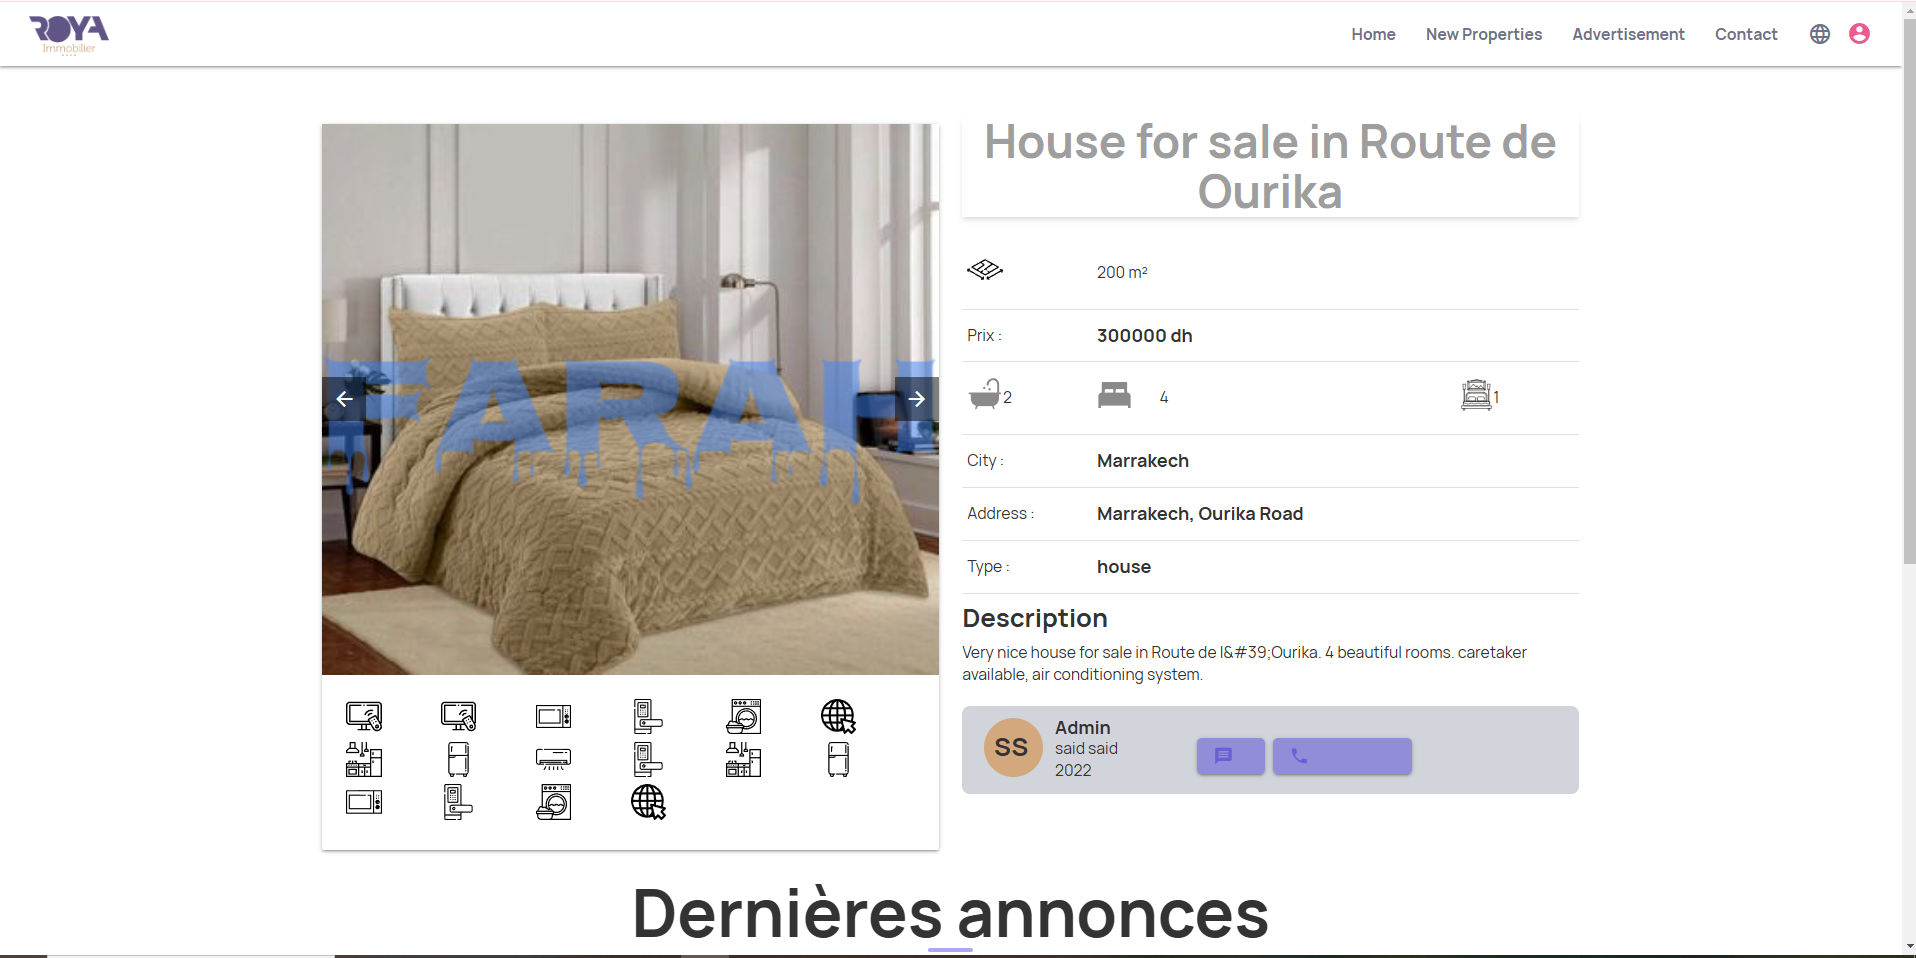 ROYA
Immobilier
Home New Properties Advertisement Contact
House for sale in Route de
Ourika
200 m²
Prix : 300000 dh
2 4 1
City : Marrakech
Address : Marrakech, Ourika Road
Type : house
Description
Very nice house for sale in Route de l&#39;Ourika. 4 beautiful rooms. caretaker
available, air conditioning system.
SS
Admin
said said
2022
FARAH
Dernières annonces